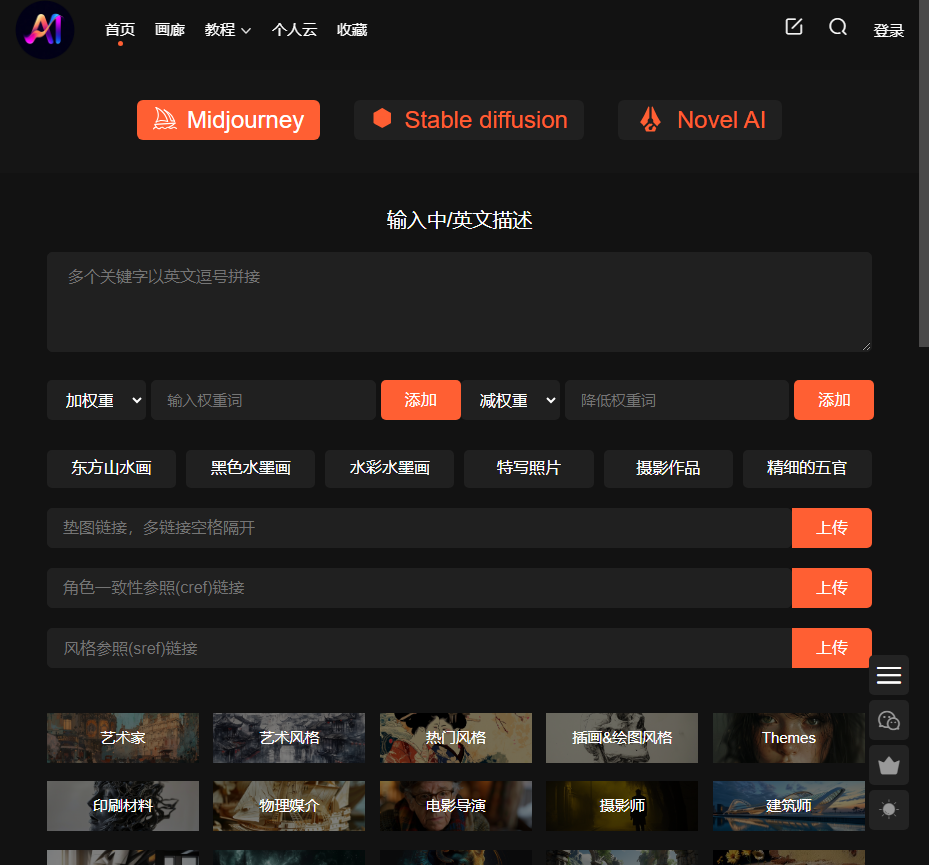 AI
首页 画廊 教程 个人云 收藏 登录
Midjourney Stable diffusion Novel AI
输入中/英文描述
多个关键字以英文逗号拼接
加权重 输入权重词 添加 减权重 降低权重词 添加
东方山水画 黑色水墨画 水彩水墨画 特写照片 摄影作品 精细的五官
垫图链接，多链接空格隔开 上传
角色一致性参照(cref)链接 上传
风格参照(sref)链接 上传
艺术家 艺术风格 热门风格 插画&绘图风格 Themes
印刷材料 物理媒介 电影导演 摄影师 建筑师